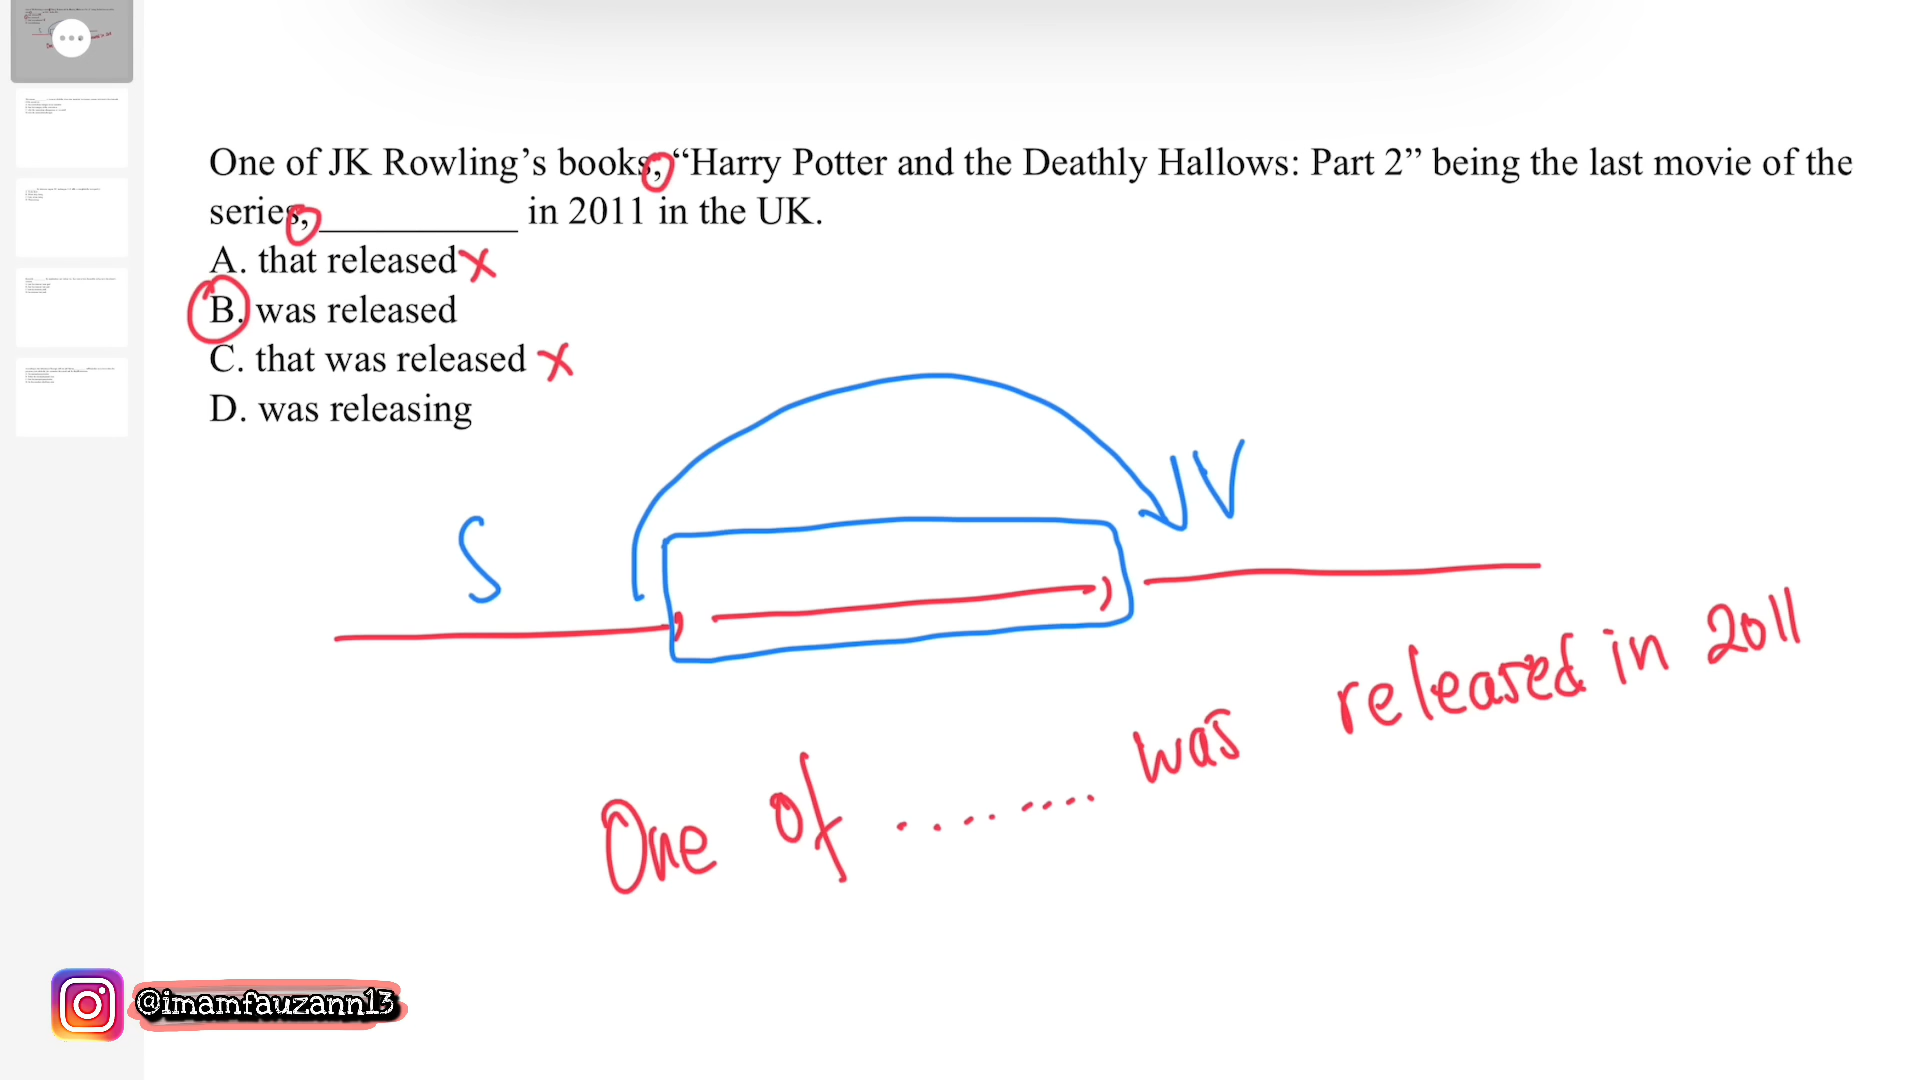 One of JK Rowling’s books, “Harry Potter and the Deathly Hallows: Part 2” being the last movie of the
series, __________ in 2011 in the UK.
A. that released X
B. was released
C. that was released X
D. was releasing
S V
One of ........ was released in 2011
@imamfauzann13